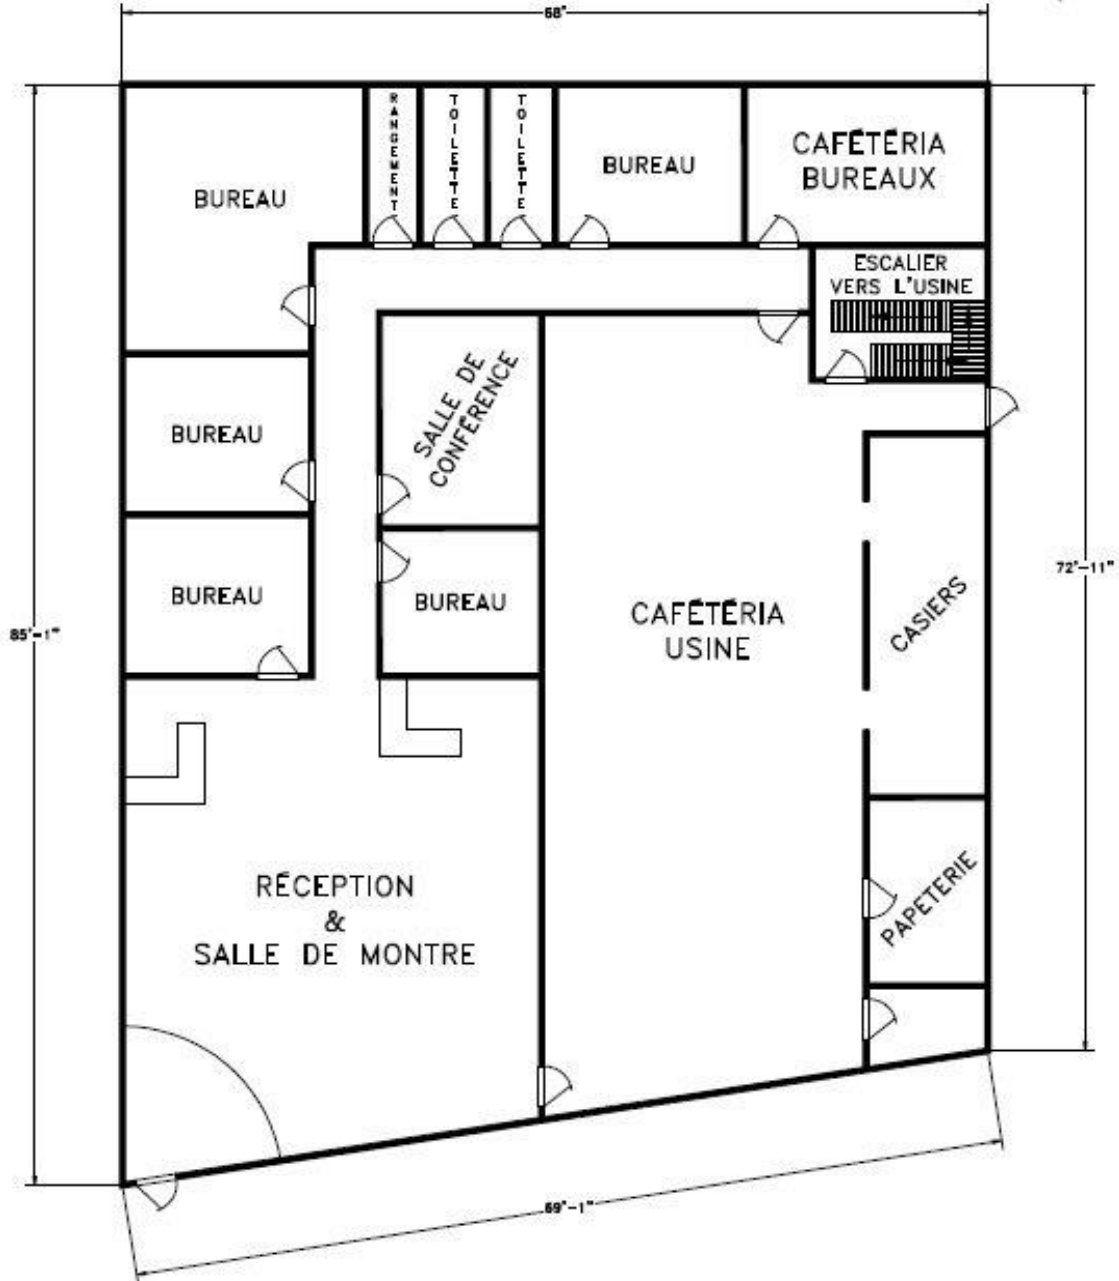 68'
RANGEMENT
TOILETTE
TOILETTE
BUREAU
CAFÉTÉRIA
BUREAUX
BUREAU
ESCALIER
VERS L'USINE
SALLE DE
CONFÉRENCE
BUREAU
72'-11"
CASIERS
BUREAU
BUREAU
CAFÉTÉRIA
USINE
85'-1"
PAPETERIE
RÉCEPTION
&
SALLE DE MONTRE
69'-1"